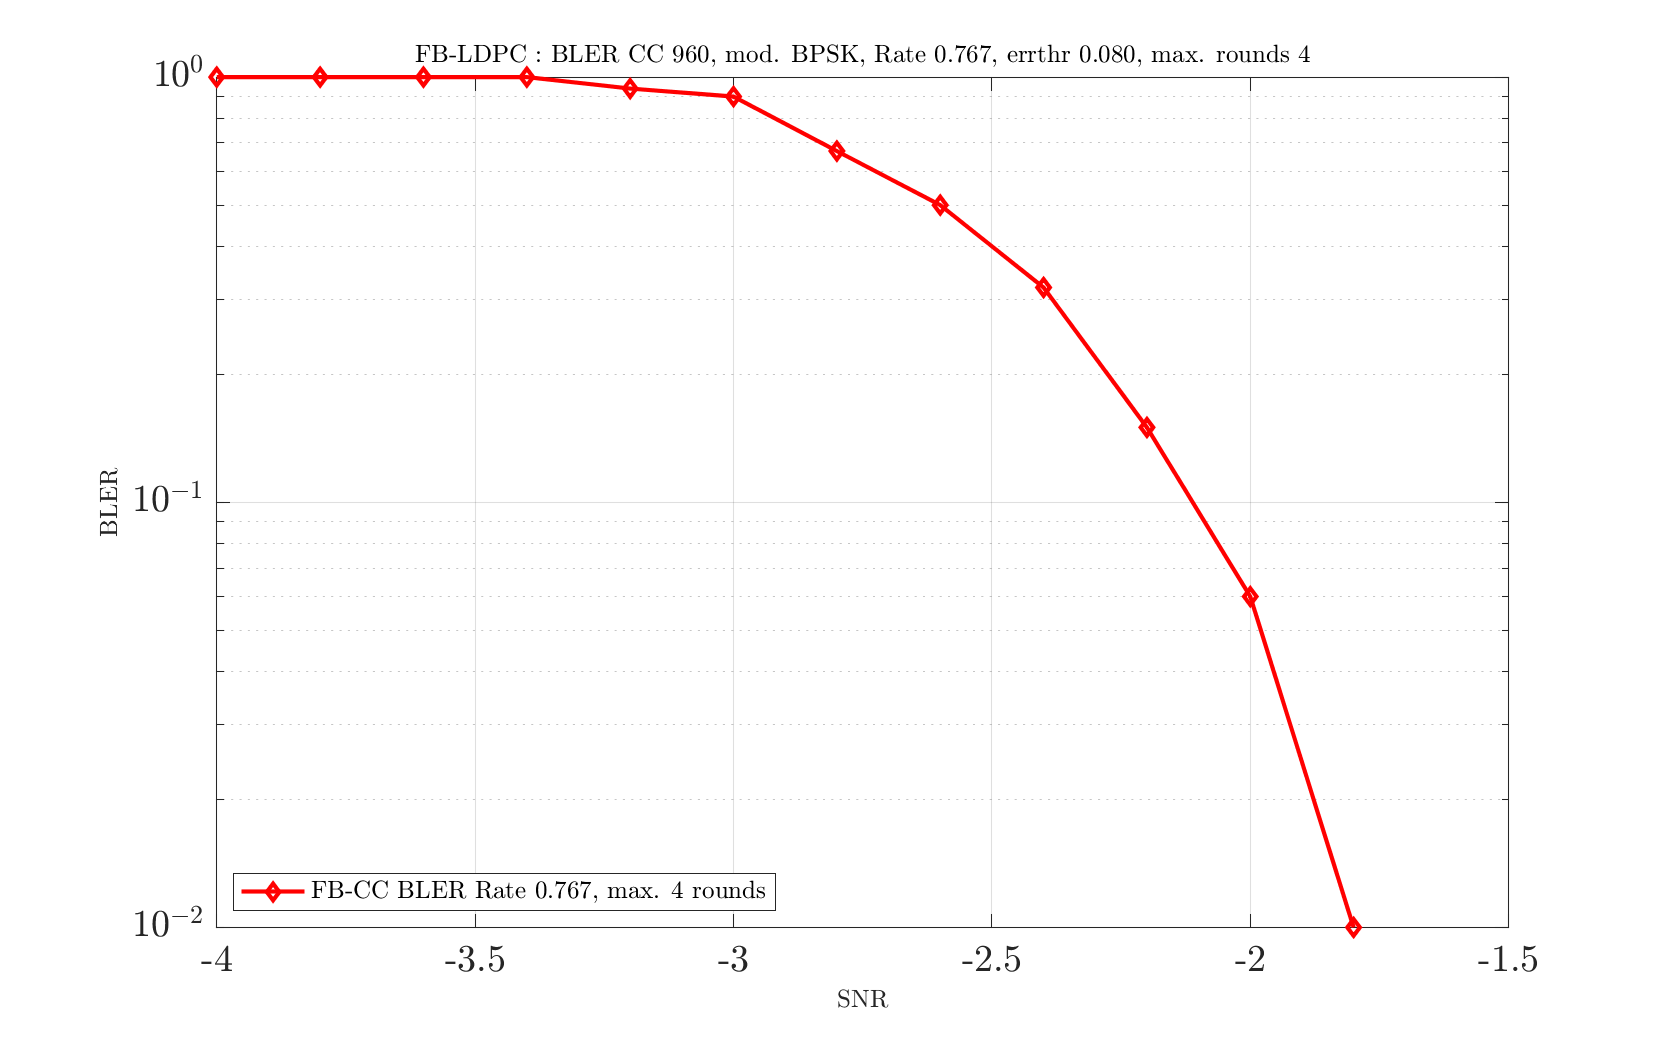 FB-LDPC : BLER CC 960, mod. BPSK, Rate 0.767, errthr 0.080, max. rounds 4
10⁰
10⁻¹
10⁻²
BLER
FB-CC BLER Rate 0.767, max. 4 rounds
-4 -3.5 -3 -2.5 -2 -1.5
SNR